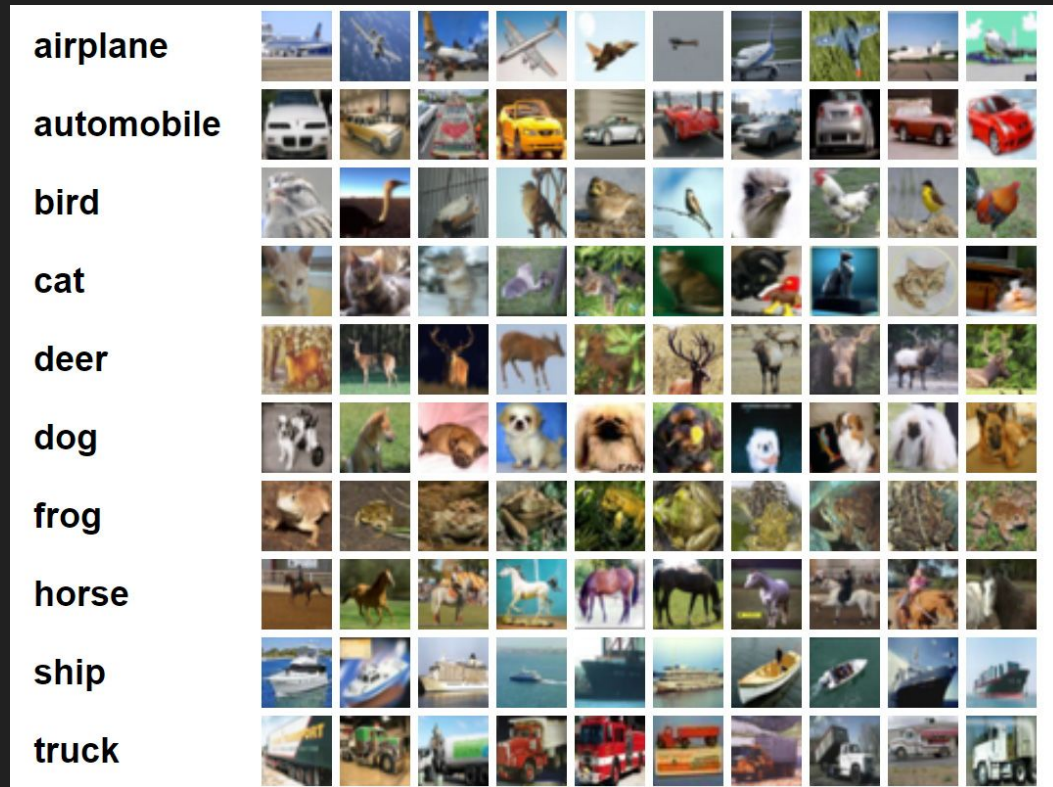 airplane
automobile
bird
cat
deer
dog
frog
horse
ship
truck